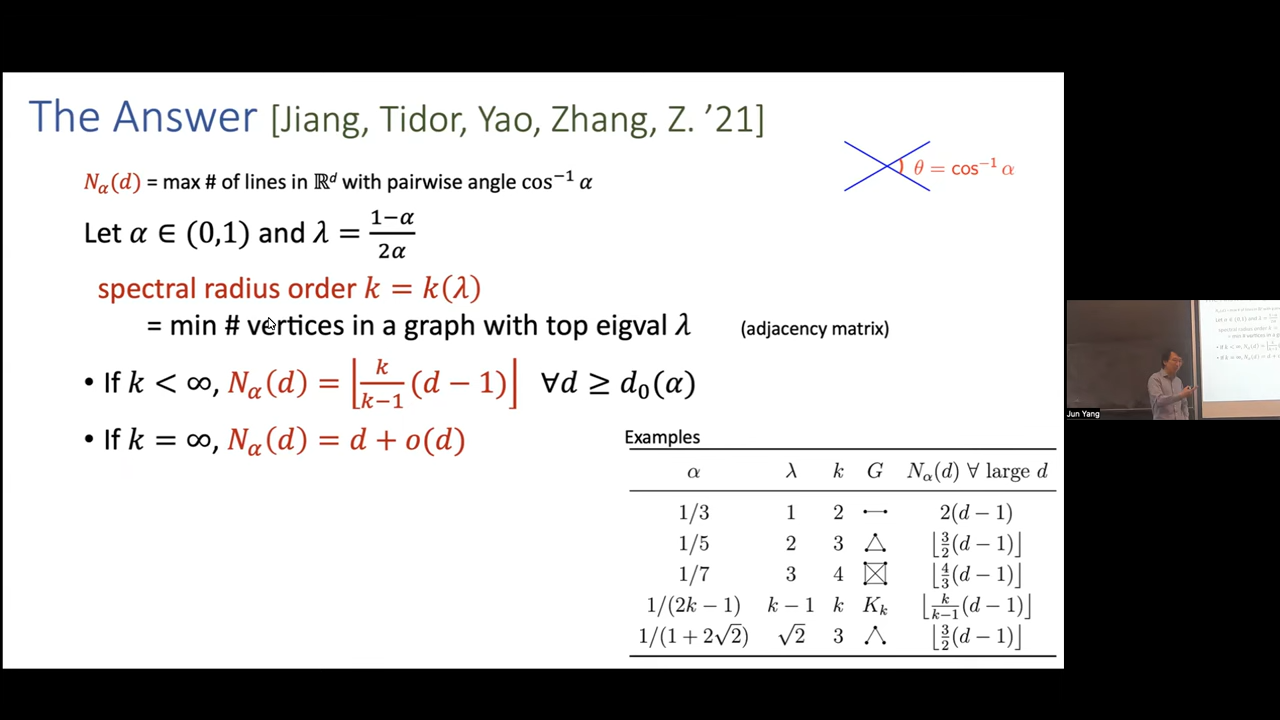 The Answer [Jiang, Tidor, Yao, Zhang, Z. ’21]
θ = cos⁻¹ α
N_α(d) = max # of lines in ℝ^d with pairwise angle cos⁻¹ α
Let α ∈ (0,1) and λ = (1−α)/(2α)
spectral radius order k = k(λ)
= min # vertices in a graph with top eigval λ (adjacency matrix)
• If k < ∞, N_α(d) = ⌊k/(k−1) (d − 1)⌋ ∀d ≥ d₀(α)
• If k = ∞, N_α(d) = d + o(d)
Examples
α λ k G N_α(d) ∀ large d
1/3 1 2 2(d − 1)
1/5 2 3 ⌊3/2 (d − 1)⌋
1/7 3 4 ⌊4/3 (d − 1)⌋
1/(2k − 1) k − 1 k K_k ⌊k/(k−1) (d − 1)⌋
1/(1 + 2√2) √2 3 ⌊3/2 (d − 1)⌋
Jun Yang